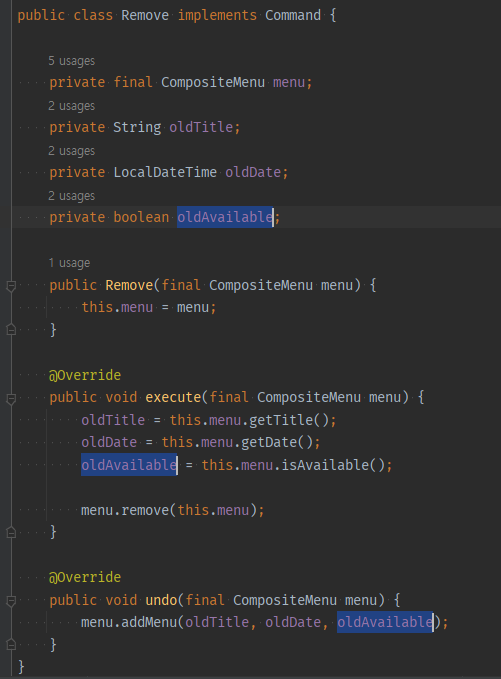 public class Remove implements Command {
5 usages
private final CompositeMenu menu;
2 usages
private String oldTitle;
2 usages
private LocalDateTime oldDate;
2 usages
private boolean oldAvailable;
1 usage
public Remove(final CompositeMenu menu) {
this.menu = menu;
}
@Override
public void execute(final CompositeMenu menu) {
oldTitle = this.menu.getTitle();
oldDate = this.menu.getDate();
oldAvailable = this.menu.isAvailable();
menu.remove(this.menu);
}
@Override
public void undo(final CompositeMenu menu) {
menu.addMenu(oldTitle, oldDate, oldAvailable);
}
}